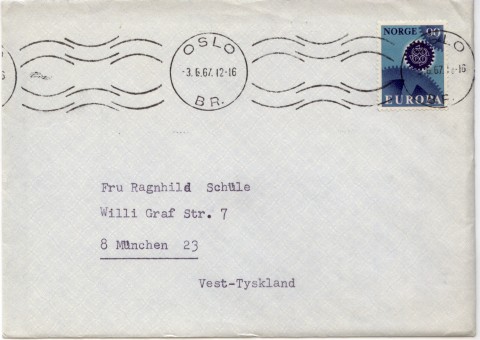 OSLO
-3.6.67.12-16
BR.
NORGE 90
EUROPA
Fru Ragnhild Schüle
Willi Graf Str. 7
8 München 23
Vest-Tyskland